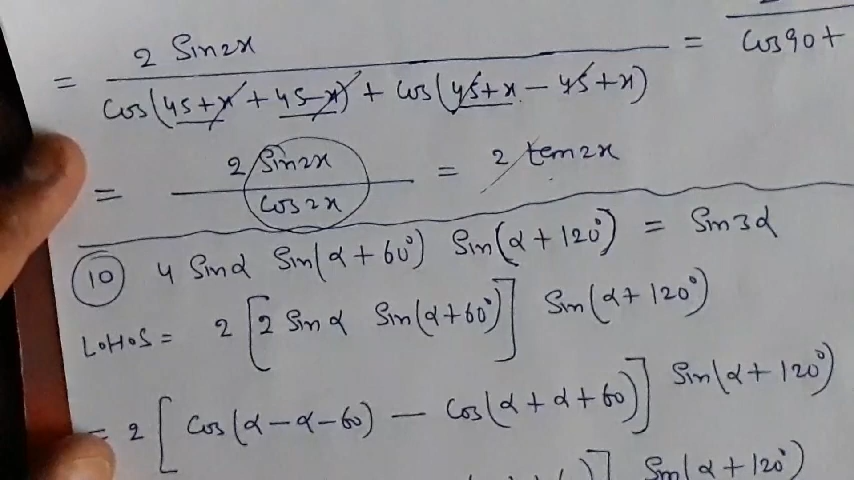 = 2 Sin2x / Cos(45+x + 45-x) + Cos(45+x - 45+x) = / Cos90+
= 2 Sin2x / Cos2x = 2 tan2x
10 4 Sinα Sin(α+60°) Sin(α+120°) = Sin3α
L.H.S = 2 [2 Sinα Sin(α+60°)] Sin(α+120°)
= 2 [Cos(α-α-60) - Cos(α+α+60)] Sin(α+120°)
Sin(α+120°)